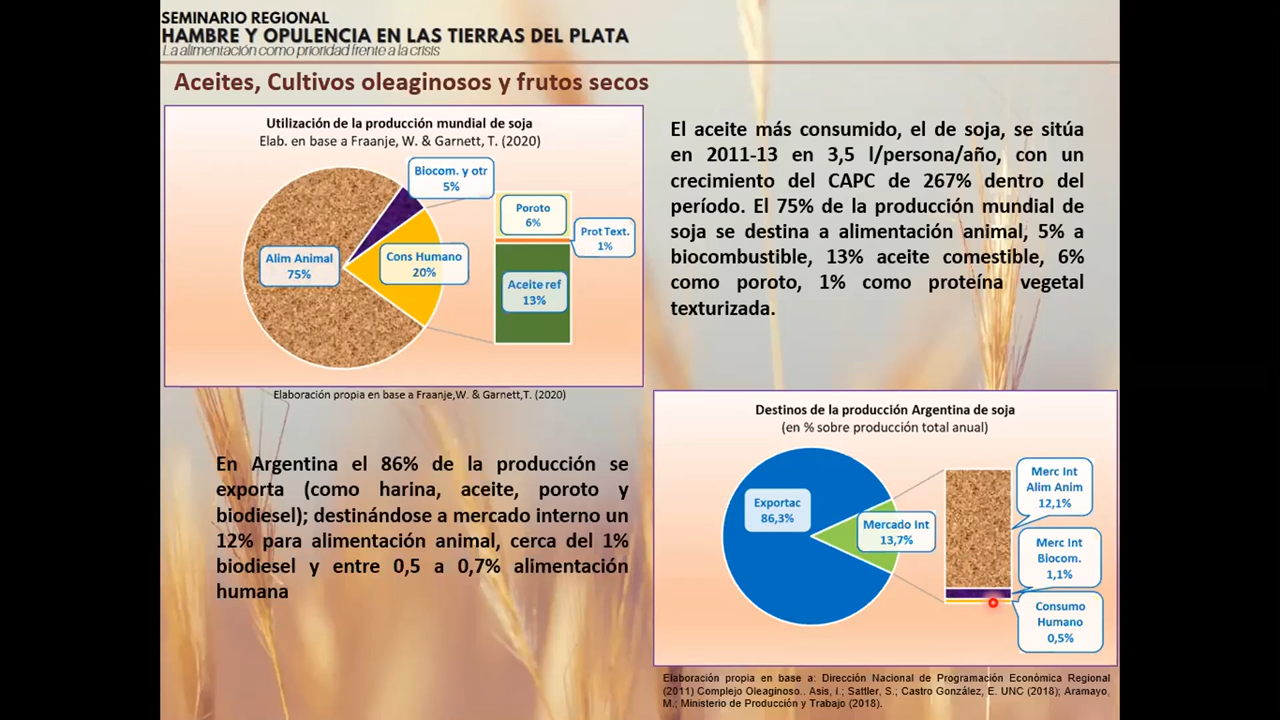 SEMINARIO REGIONAL
HAMBRE Y OPULENCIA EN LAS TIERRAS DEL PLATA
La alimentación como prioridad frente a la crisis
Aceites, Cultivos oleaginosos y frutos secos
Utilización de la producción mundial de soja
Elab. en base a Fraanje, W. & Garnett, T. (2020)
Biocom. y otr
5%
Alim Animal
75%
Cons Humano
20%
Poroto
6%
Prot Text.
1%
Aceite ref
13%
Elaboración propia en base a Fraanje,W. & Garnett,T. (2020)
El aceite más consumido, el de soja, se sitúa
en 2011-13 en 3,5 l/persona/año, con un
crecimiento del CAPC de 267% dentro del
período. El 75% de la producción mundial de
soja se destina a alimentación animal, 5% a
biocombustible, 13% aceite comestible, 6%
como poroto, 1% como proteína vegetal
texturizada.
En Argentina el 86% de la producción se
exporta (como harina, aceite, poroto y
biodiesel); destinándose a mercado interno un
12% para alimentación animal, cerca del 1%
biodiesel y entre 0,5 a 0,7% alimentación
humana
Destinos de la producción Argentina de soja
(en % sobre producción total anual)
Exportac
86,3%
Mercado Int
13,7%
Merc Int
Alim Anim
12,1%
Merc Int
Biocom.
1,1%
Consumo
Humano
0,5%
Elaboración propia en base a: Dirección Nacional de Programación Económica Regional
(2011) Complejo Oleaginoso.. Asis, i.; Sattler, S.; Castro González, E. UNC (2018); Aramayo,
M.; Ministerio de Producción y Trabajo (2018).